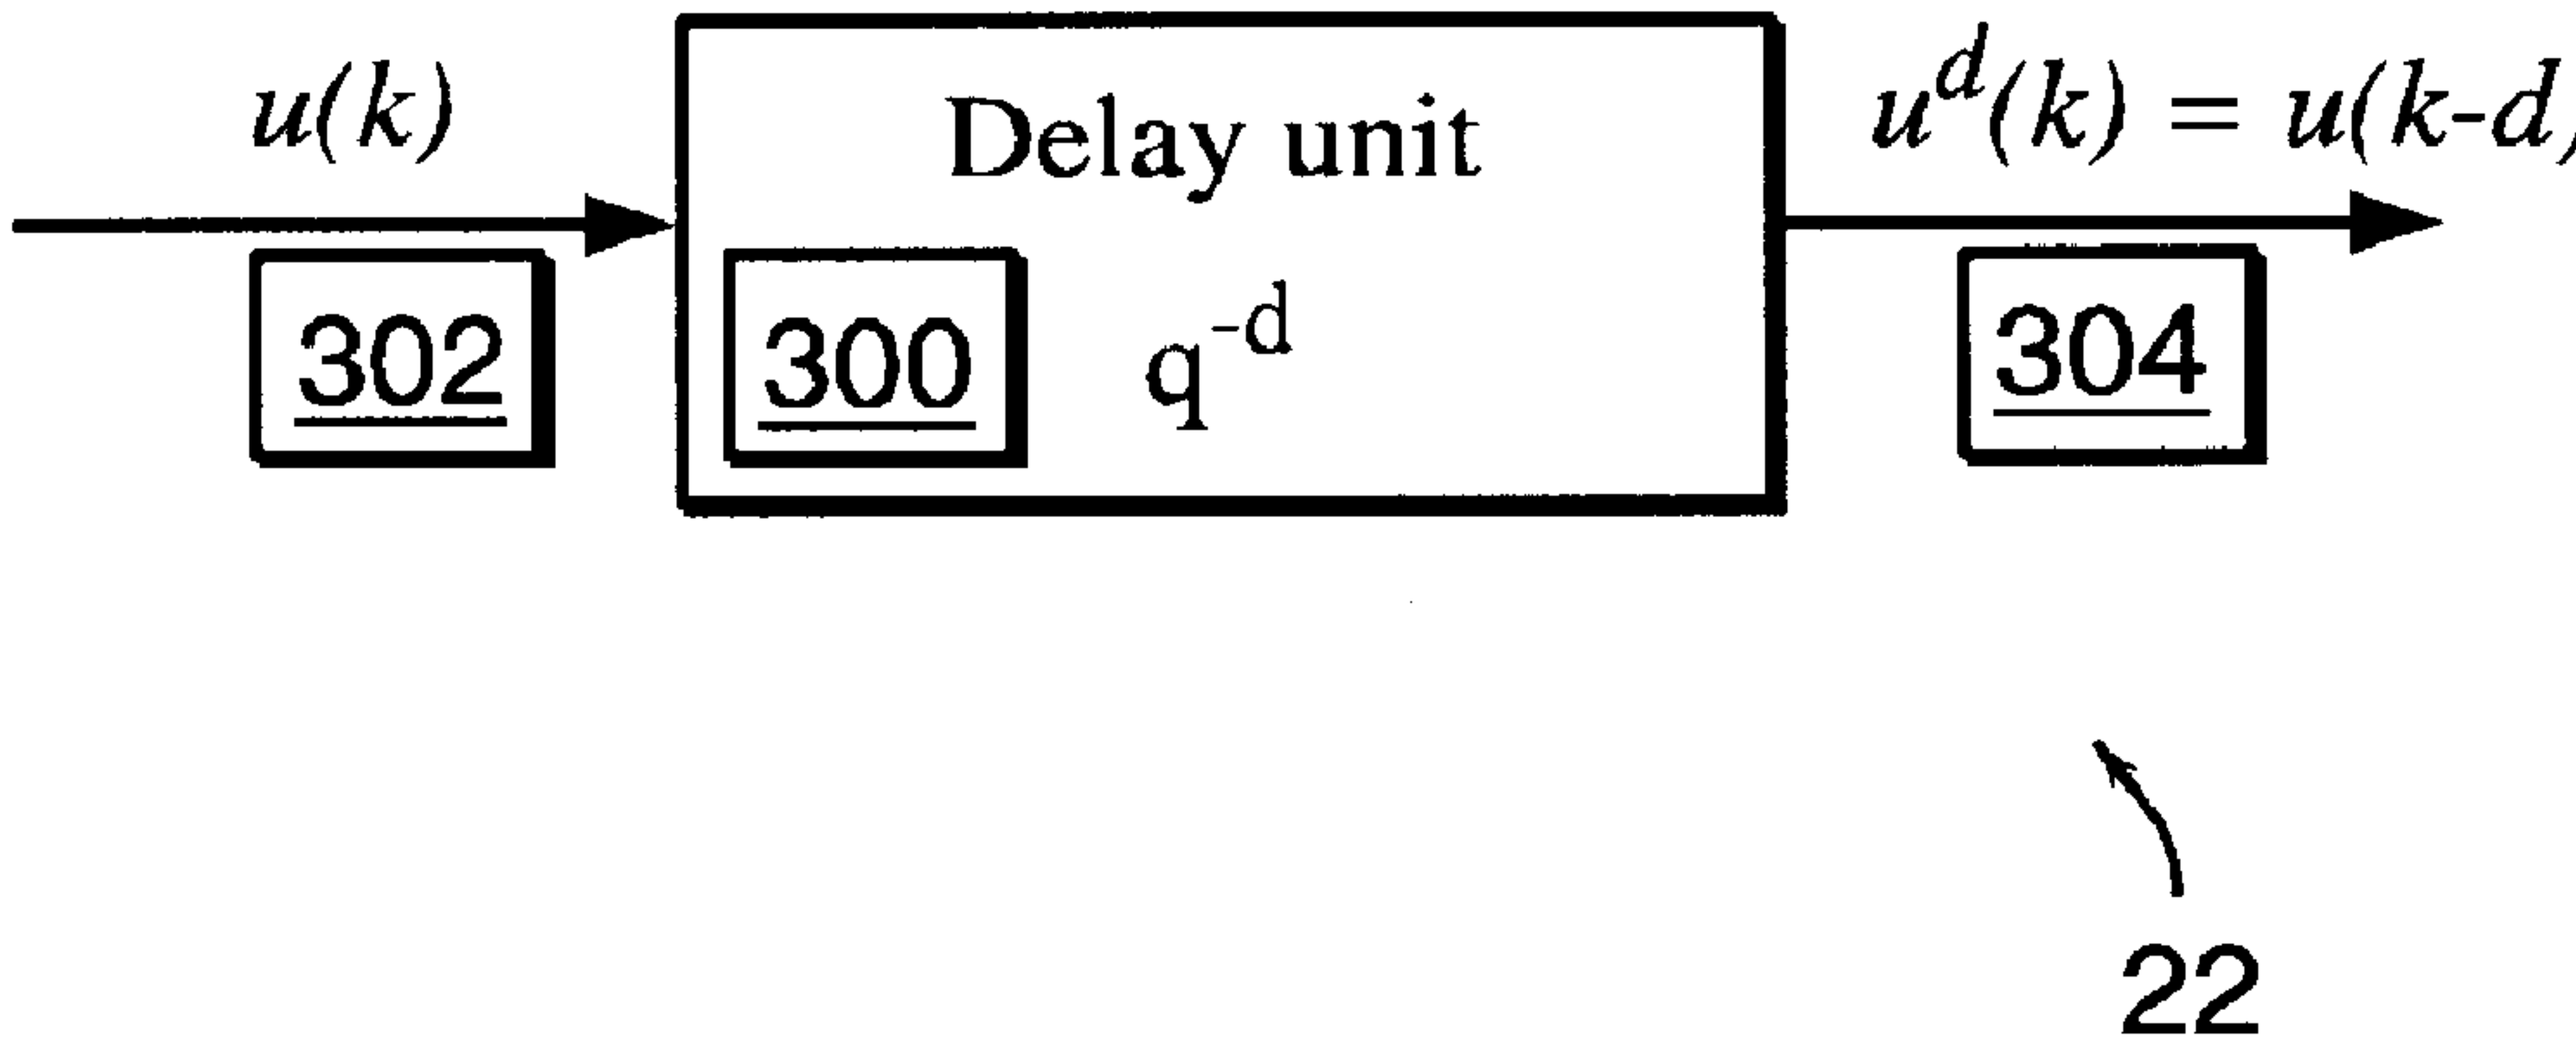 u(k)
Delay unit
u^d(k) = u(k-d)
302
300
q^-d
304
22